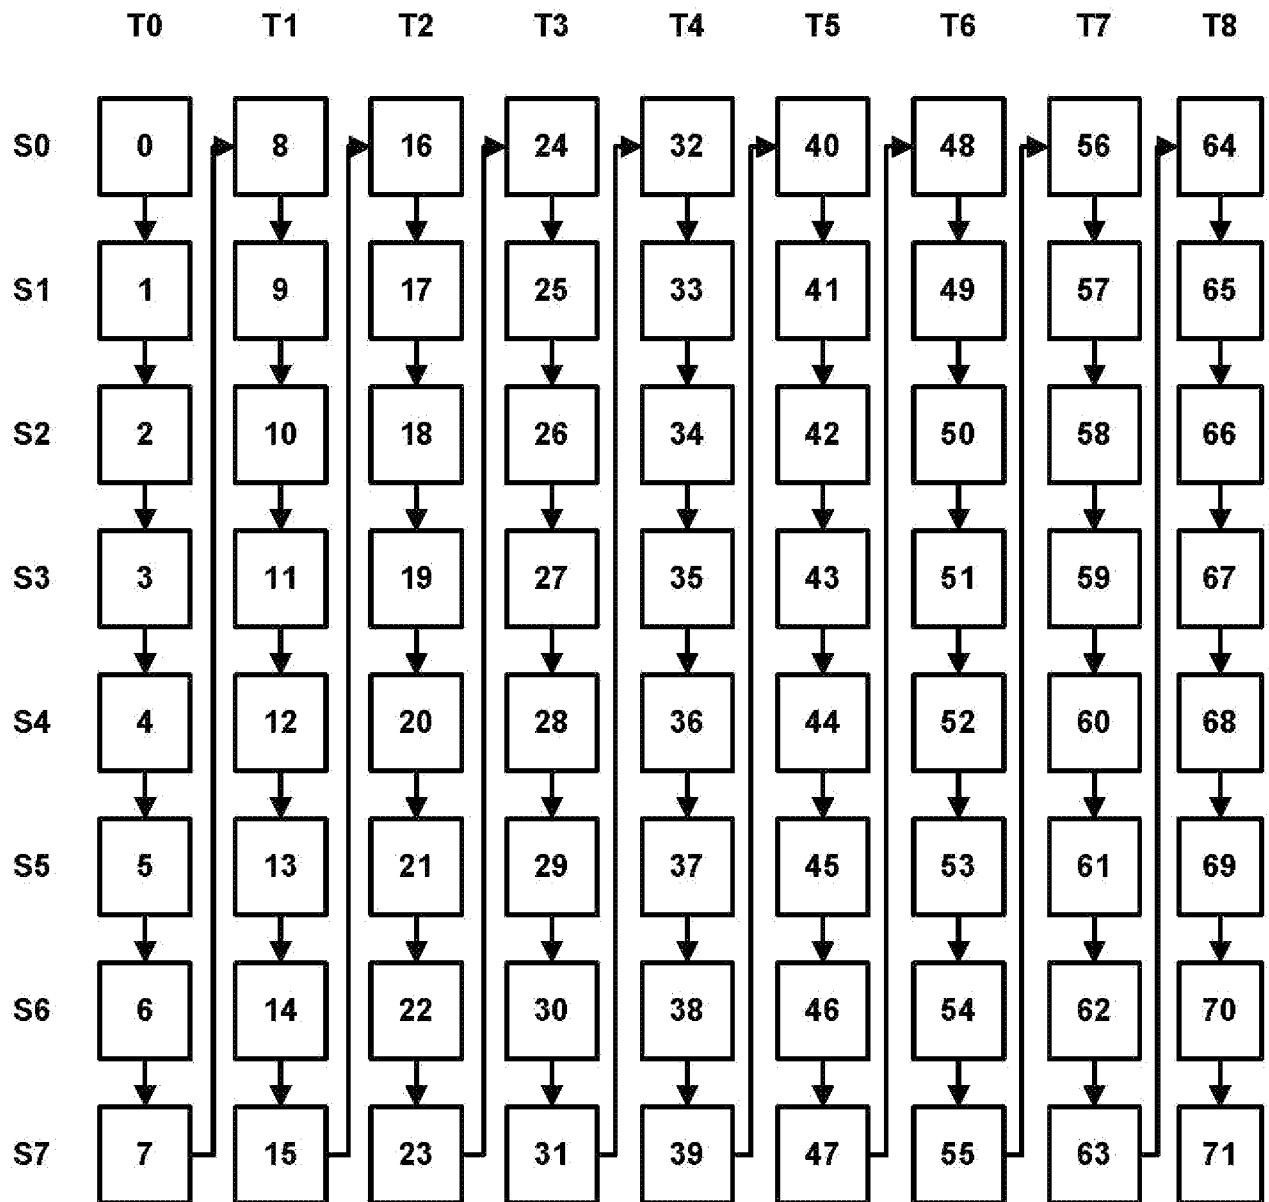 T0 T1 T2 T3 T4 T5 T6 T7 T8
S0 0 8 16 24 32 40 48 56 64
S1 1 9 17 25 33 41 49 57 65
S2 2 10 18 26 34 42 50 58 66
S3 3 11 19 27 35 43 51 59 67
S4 4 12 20 28 36 44 52 60 68
S5 5 13 21 29 37 45 53 61 69
S6 6 14 22 30 38 46 54 62 70
S7 7 15 23 31 39 47 55 63 71